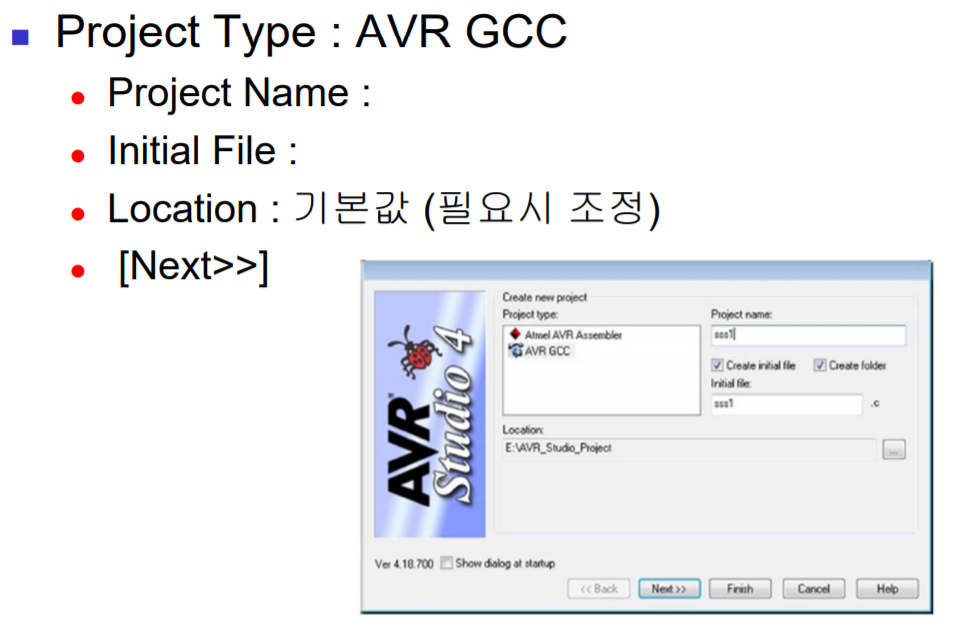 Project Type : AVR GCC
Project Name :
Initial File :
Location : 기본값 (필요시 조정)
[Next>>]
AVR Studio 4
Create new project
Project type:
Atmel AVR Assembler
AVR GCC
Project name:
sss1
Create initial file
Create folder
Initial file:
sss1
.c
Location:
E:\AVR_Studio_Project
...
Ver 4.18.700
Show dialog at startup
<< Back
Next >>
Finish
Cancel
Help